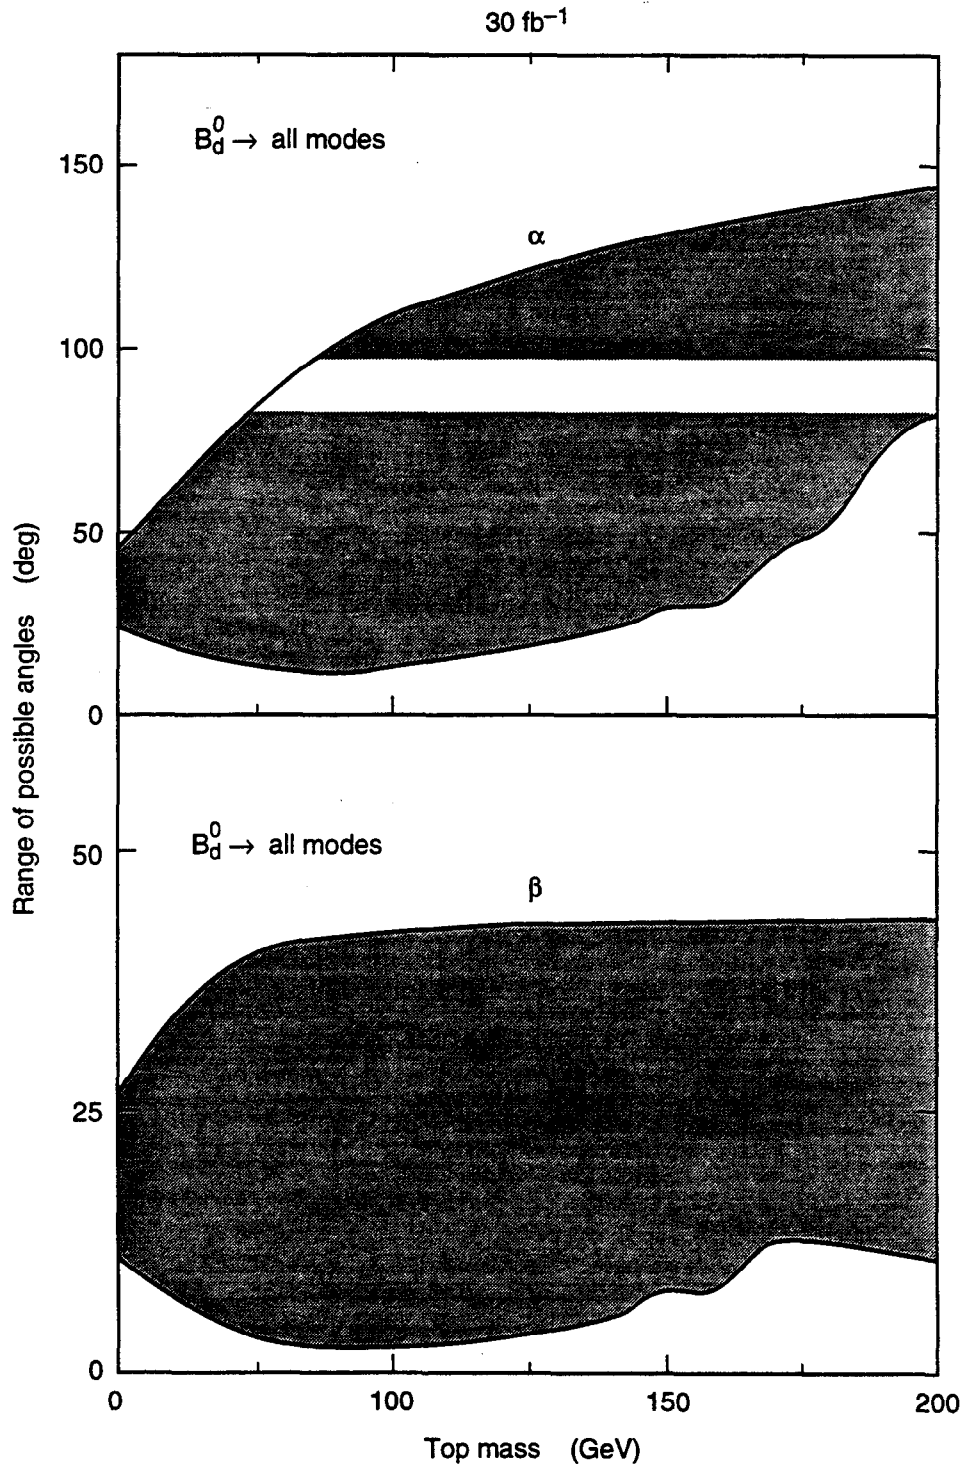 30 fb⁻¹
B⁰d → all modes
150
α
100
50
0
Range of possible angles (deg)
B⁰d → all modes
50
β
25
0
0 100 150 200
Top mass (GeV)